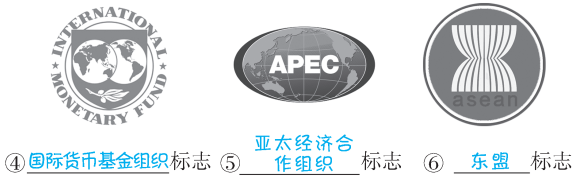 INTERNATIONAL
MONETARY FUND
APEC
asean
④国际货币基金组织标志 ⑤亚太经济合作组织标志 ⑥东盟标志